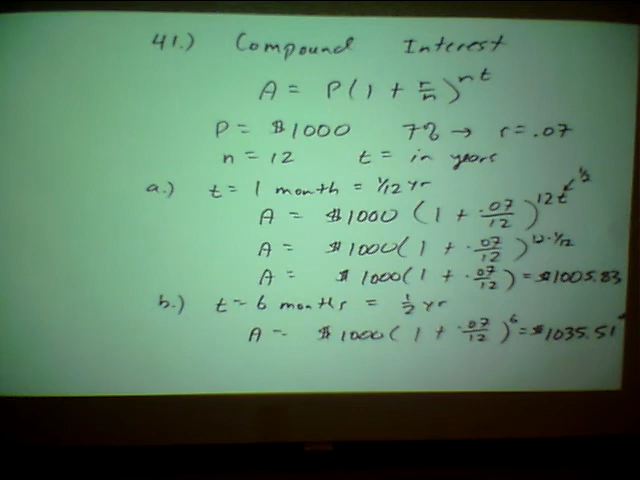 41.) Compound Interest
A = P(1 + r/n)^nt
P = $1000 7% → r = .07
n = 12 t = in years
a.) t = 1 month = 1/12 yr
A = $1000 (1 + .07/12)^12t
A = $1000(1 + .07/12)^12·1/12
A = $1000(1 + .07/12) = $1005.83
b.) t = 6 months = 1/2 yr
A = $1000(1 + .07/12)^6 = $1035.51